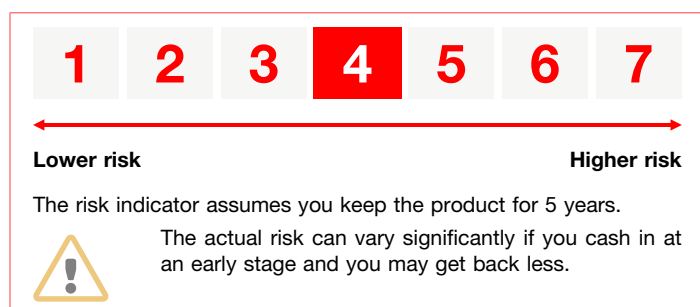 1 2 3 4 5 6 7
Lower risk Higher risk
The risk indicator assumes you keep the product for 5 years.
The actual risk can vary significantly if you cash in at
an early stage and you may get back less.